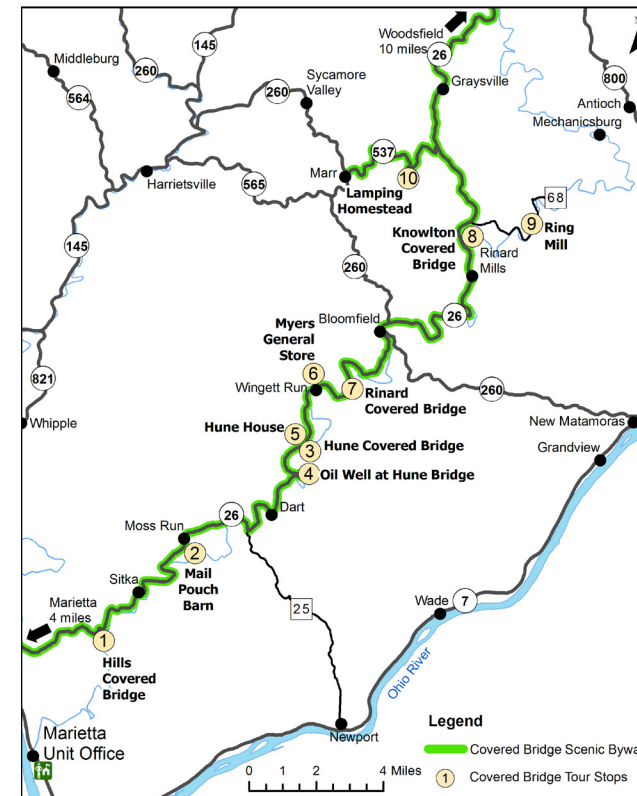 Woodsfield
10 miles
145
26
Middleburg
260
800
Graysville
Sycamore
Valley
260
564
Antioch
Mechanicsburg
537
Marr
10
Harrietsville
565
Lamping
Homestead
68
9
Ring
Mill
Knowlton
Covered
Bridge
8
Rinard
Mills
145
260
26
Bloomfield
Myers
General
Store
6
821
Wingett Run
7
Rinard
Covered Bridge
260
New Matamoras
Whipple
Hune House
5
3
Hune Covered Bridge
Grandview
4
Oil Well at Hune Bridge
Dart
26
Moss Run
2
Mail
Pouch
Barn
Sitka
25
Wade
7
Marietta
4 miles
1
Hills
Covered
Bridge
Ohio River
Marietta
Unit Office
Newport
Legend
Covered Bridge Scenic Bywa
1
Covered Bridge Tour Stops
0 1 2 4 Miles